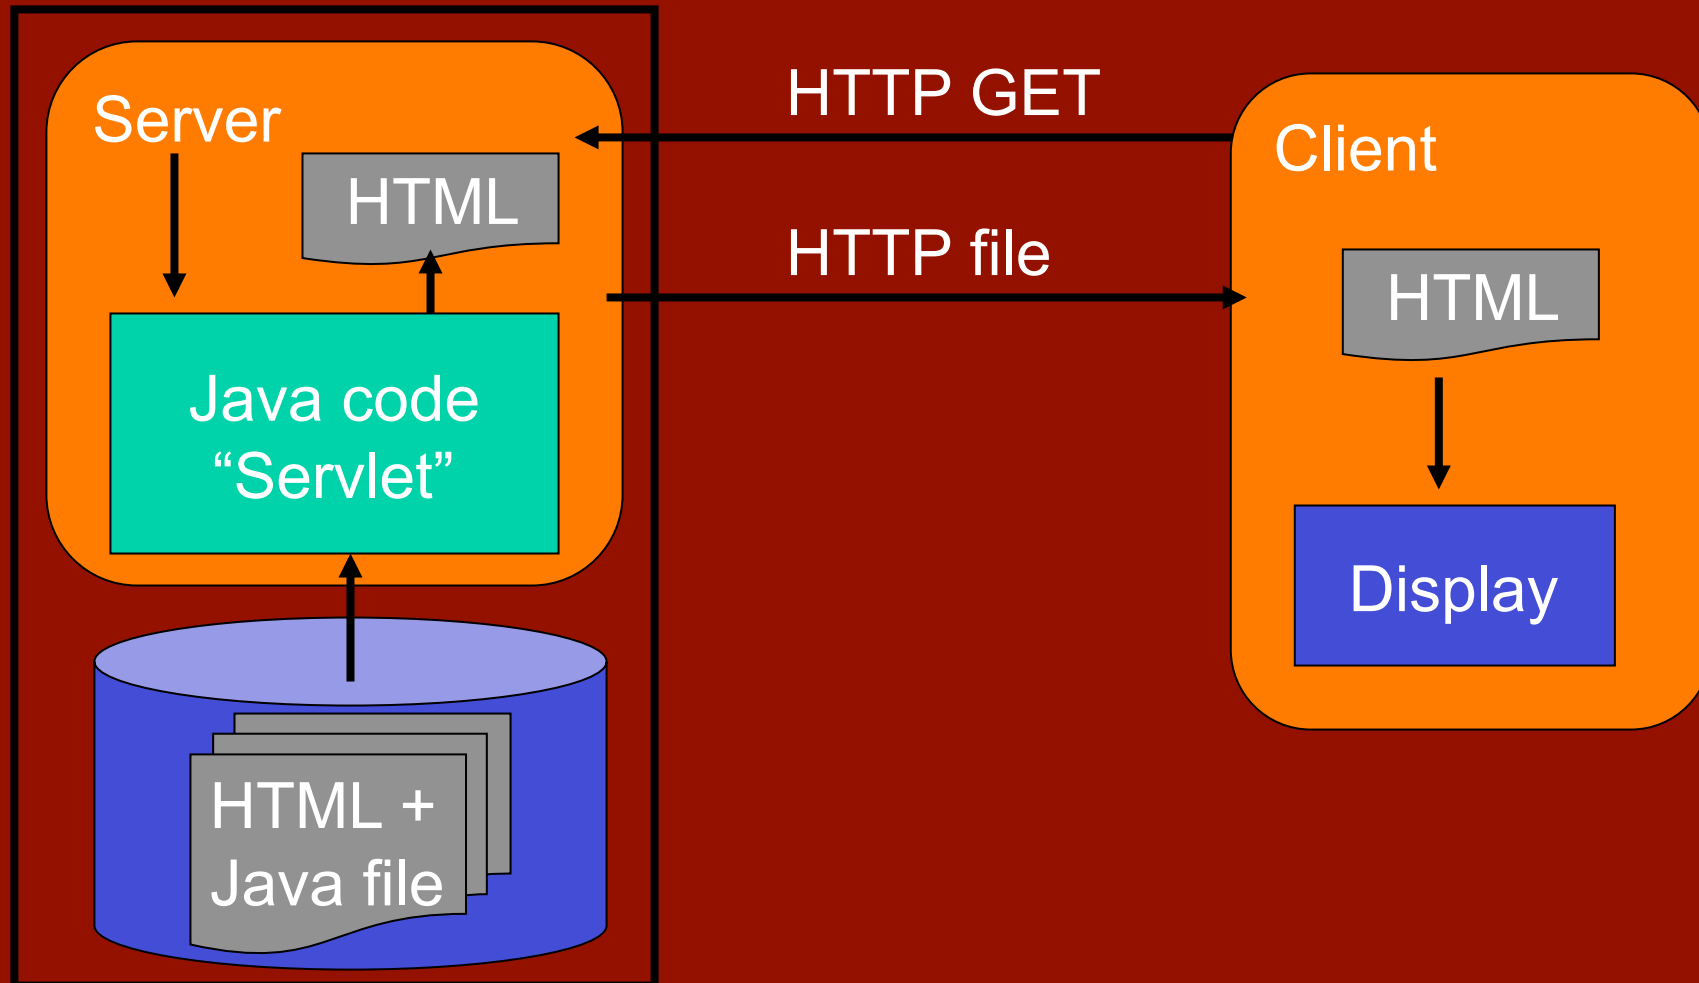 Server
HTML
Java code
“Servlet”
HTML +
Java file
HTTP GET
HTTP file
Client
HTML
Display